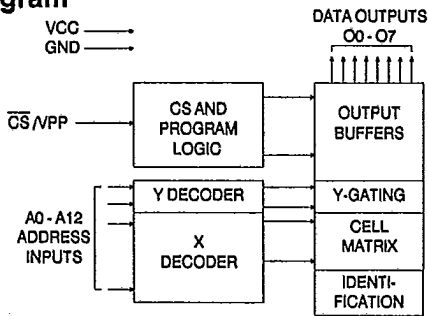 gram
VCC
GND
DATA OUTPUTS
O0 - O7
CS/VPP
CS AND
PROGRAM
LOGIC
OUTPUT
BUFFERS
Y DECODER
Y-GATING
A0 - A12
ADDRESS
INPUTS
X
DECODER
CELL
MATRIX
IDENTI-
FICATION